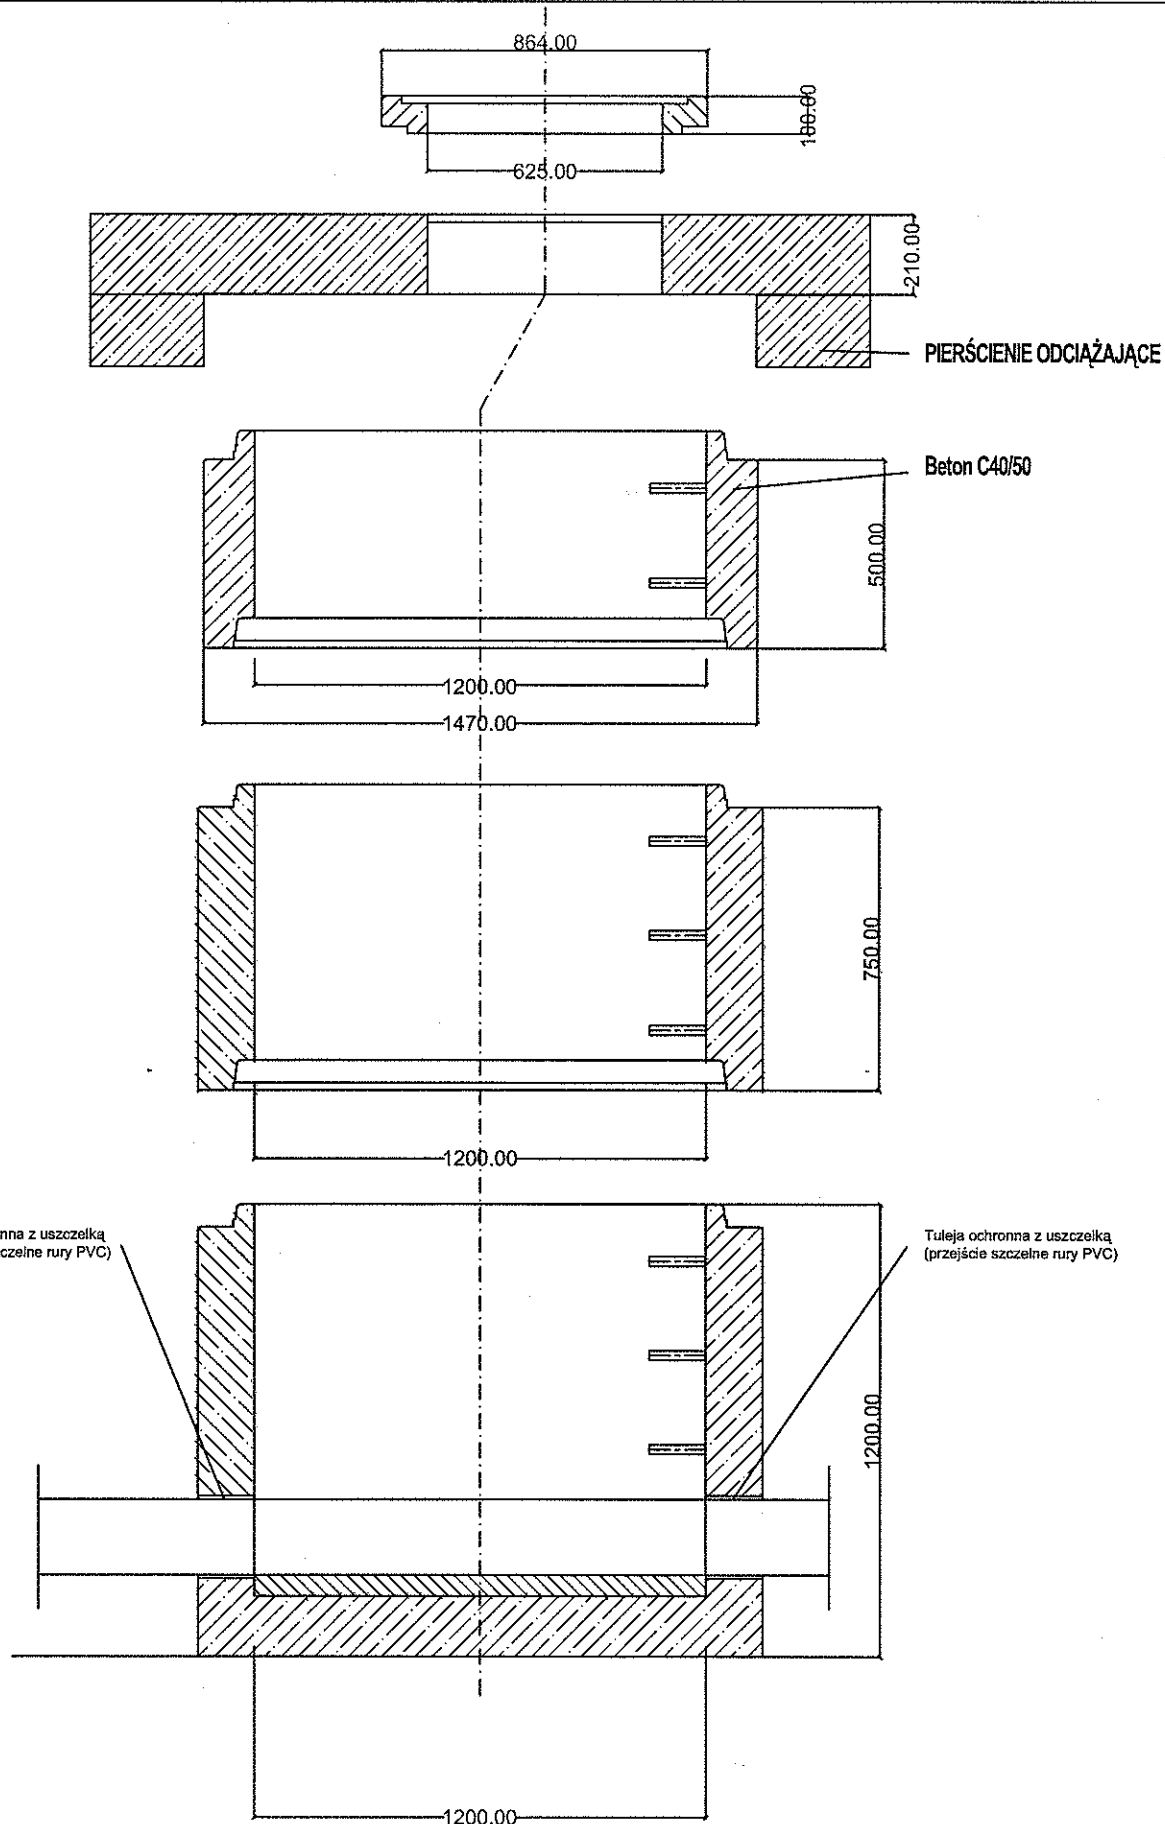 864.00
100.00
625.00
210.00
PIERŚCIENIE ODCIĄŻAJĄCE
Beton C40/50
500.00
1200.00
1470.00
750.00
1200.00
nna z uszczelką
czelne rury PVC)
Tuleja ochronna z uszczelką
(przejście szczelne rury PVC)
1200.00
1200.00